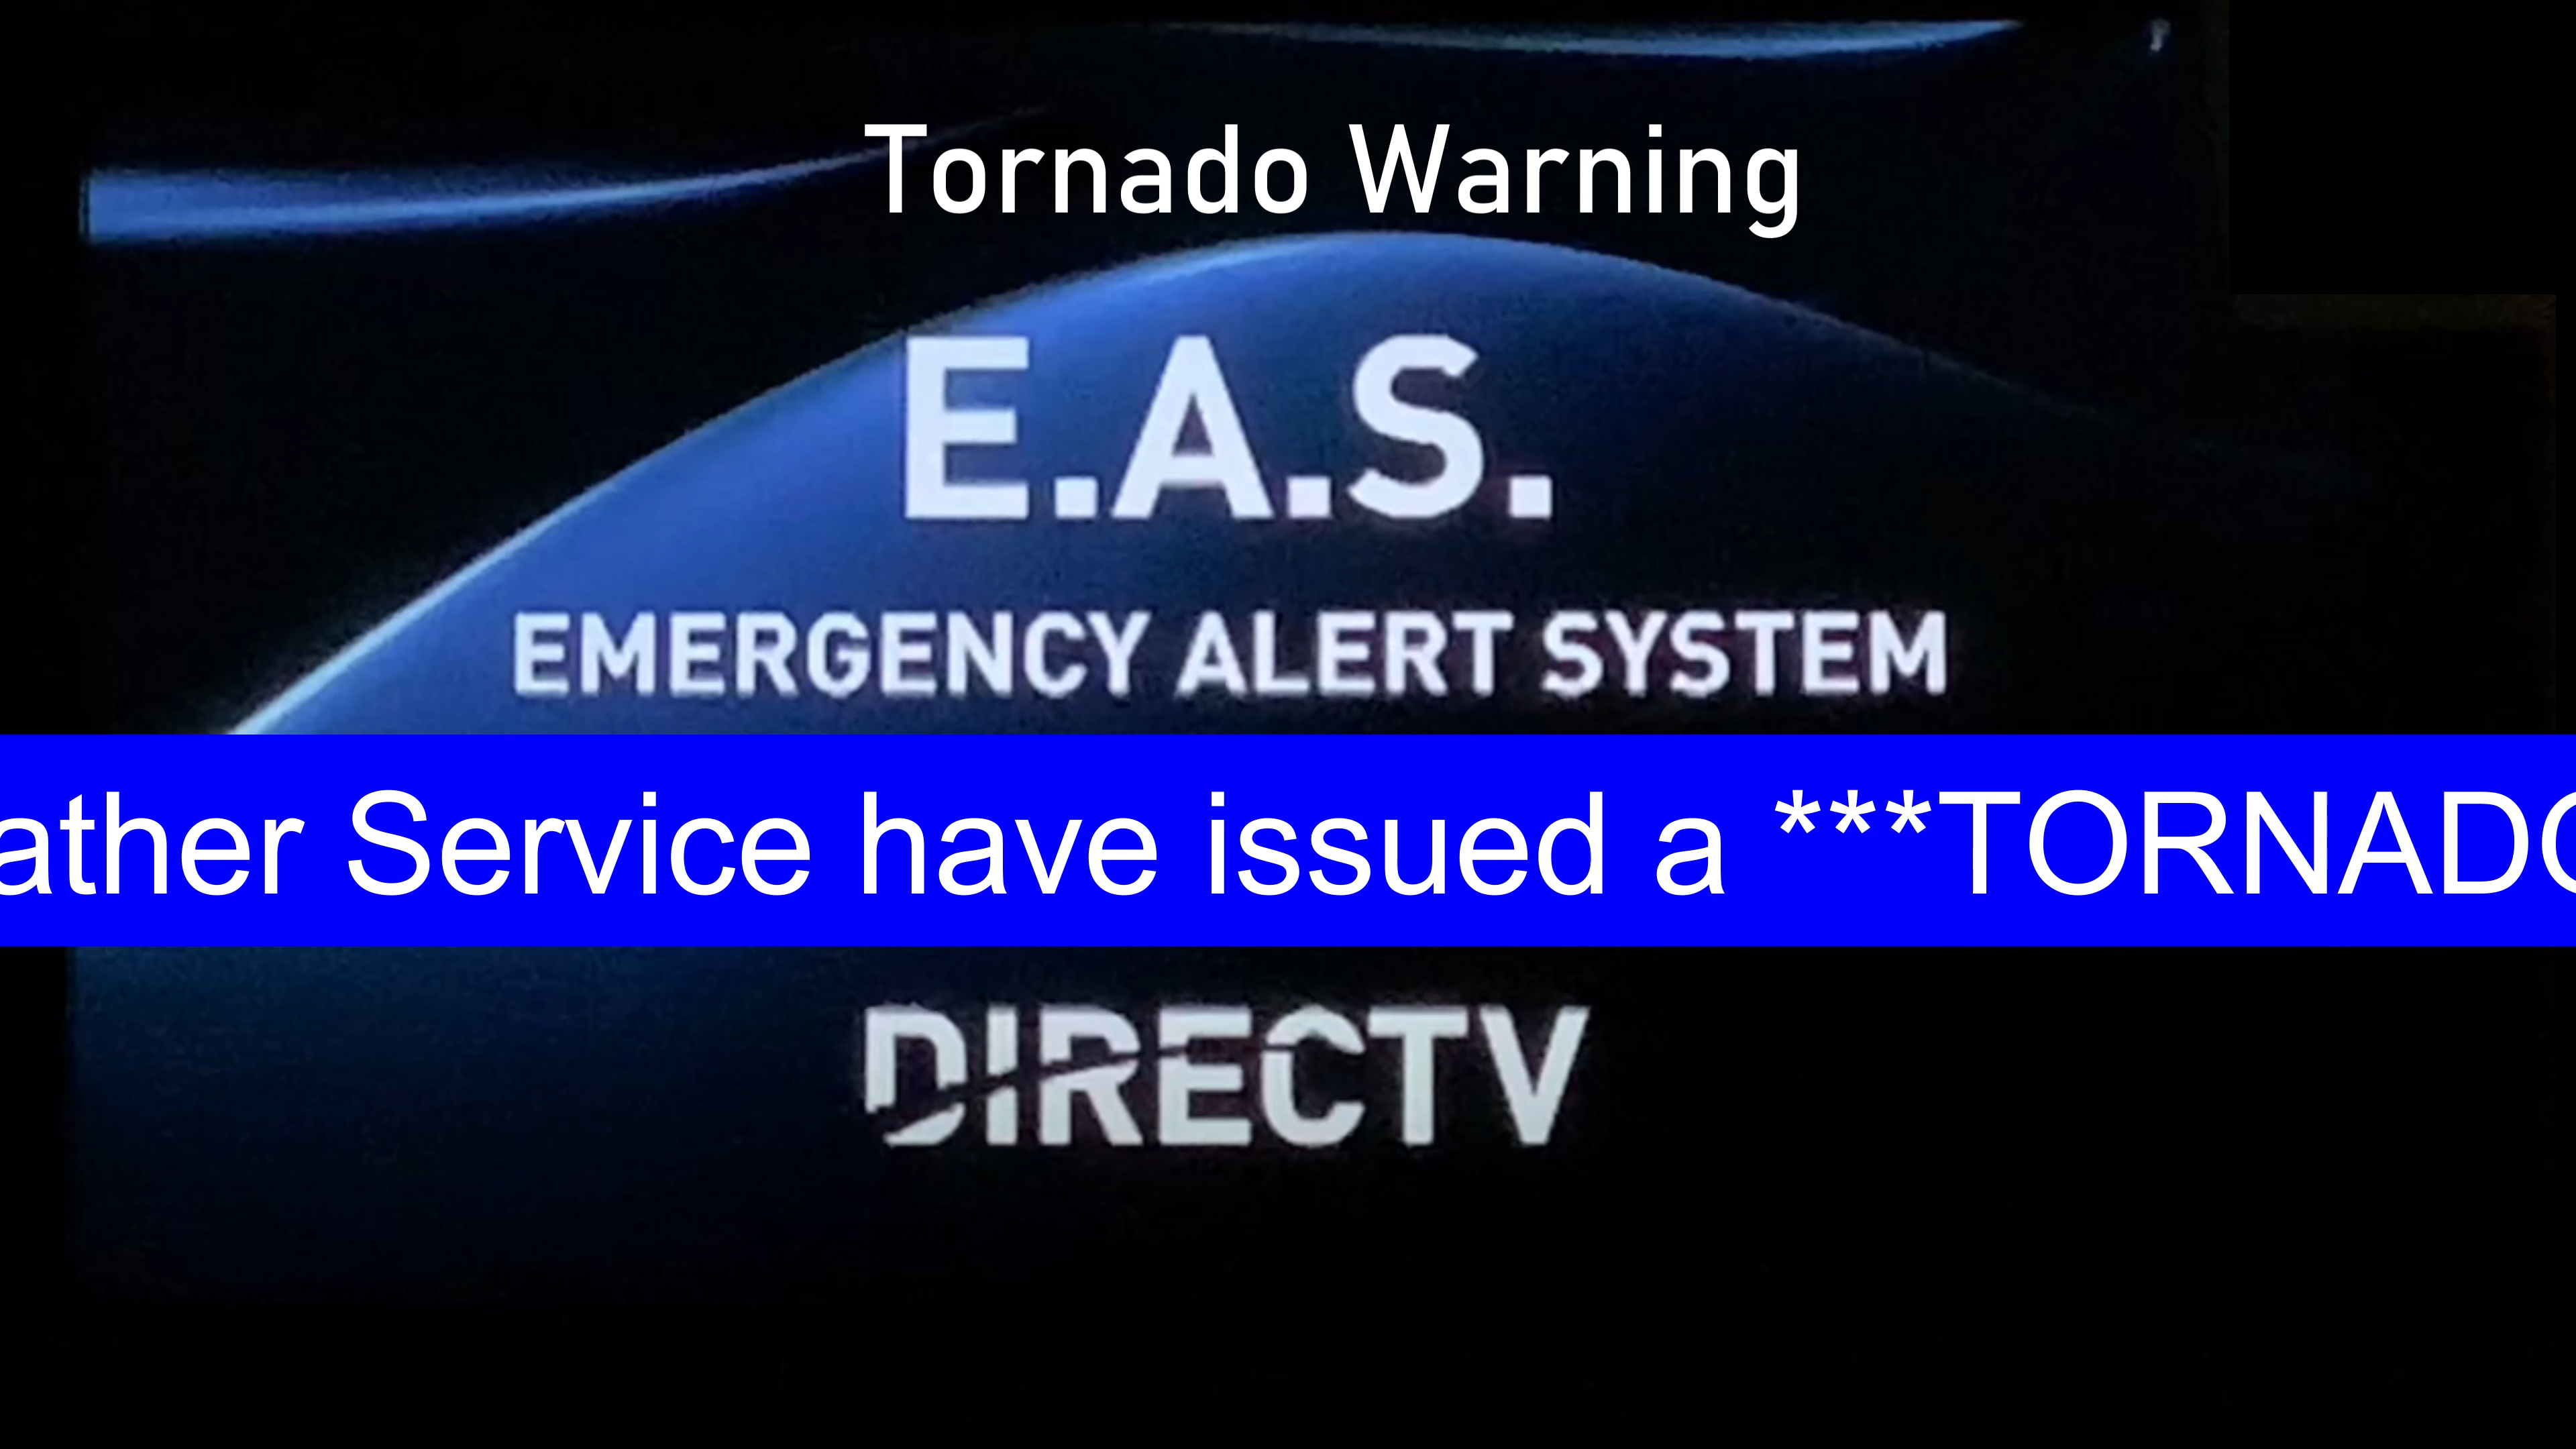 Tornado Warning
E.A.S.
EMERGENCY ALERT SYSTEM
ather Service have issued a ***TORNADO
DIRECTV